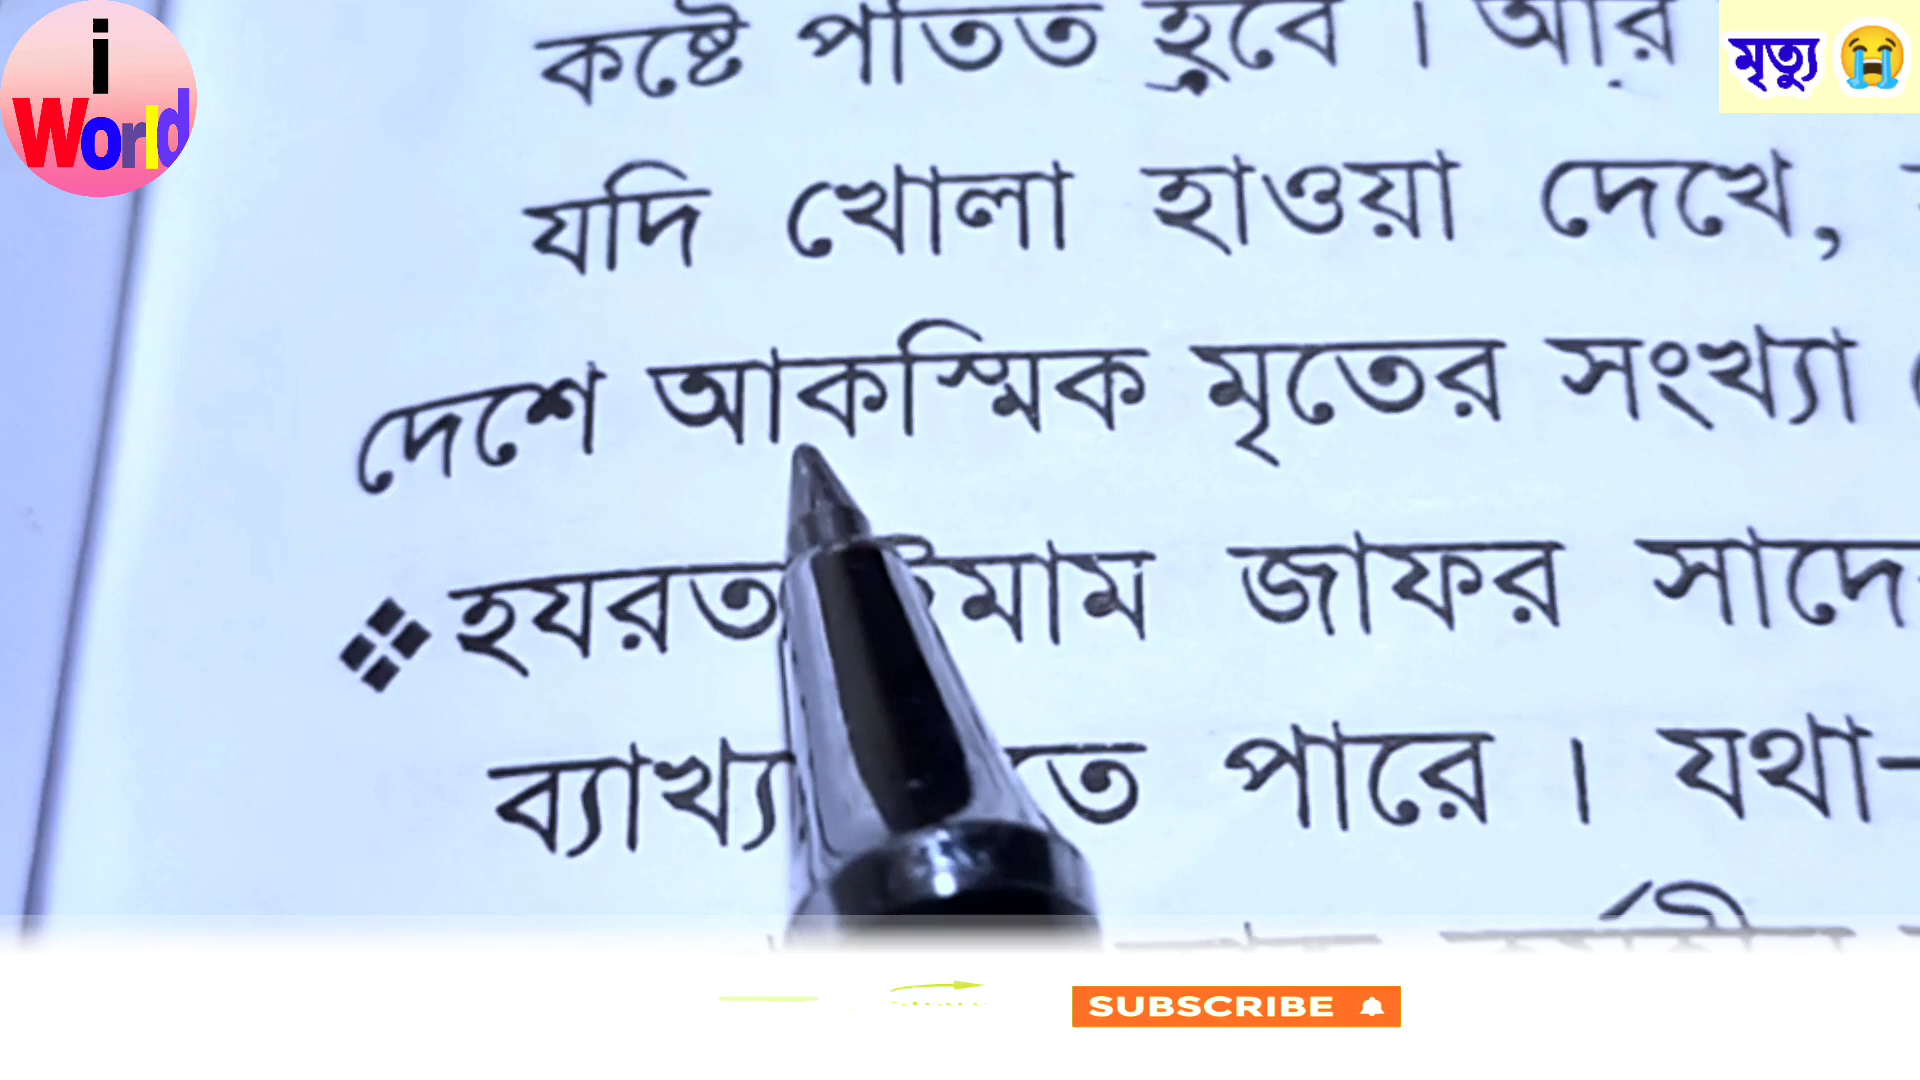 i
World
মৃত্যু
কষ্টে পতিত হবে । আর
যদি খোলা হাওয়া দেখে,
দেশে আকস্মিক মৃতের সংখ্যা
হযরত ইমাম জাফর
পারে । যথা-
SUBSCRIBE